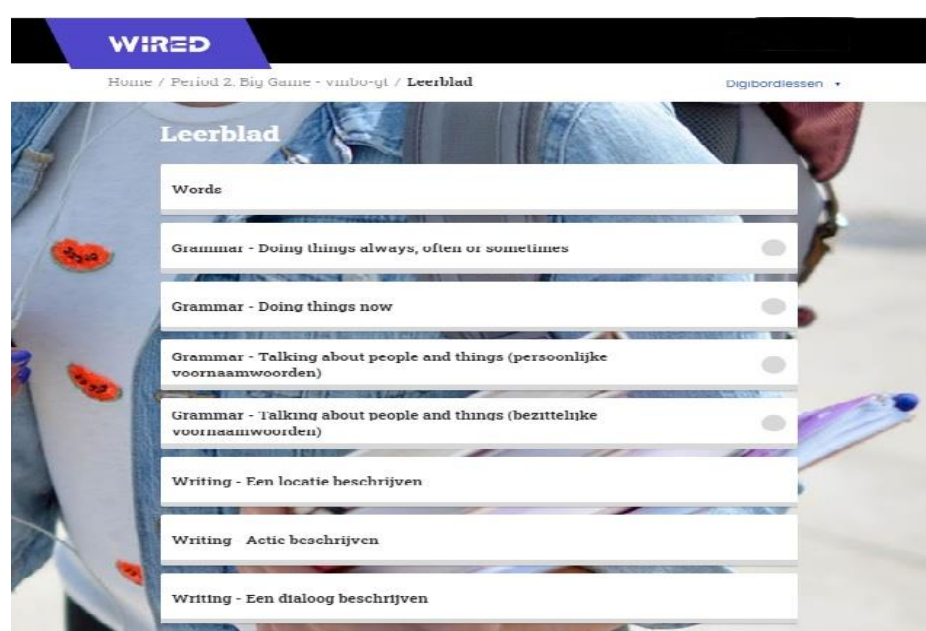 WIRED
Home / Period 2. Big Game - vmbo-gt / Leerblad
Digibordlessen
Leerblad
Words
Grammar - Doing things always, often or sometimes
Grammar - Doing things now
Grammar - Talking about people and things (persoonlijke
voornaamwoorden)
Grammar - Talking about people and things (bezittelijke
voornaamwoorden)
Writing - Een locatie beschrijven
Writing - Actie beschrijven
Writing - Een dialoog beschrijven